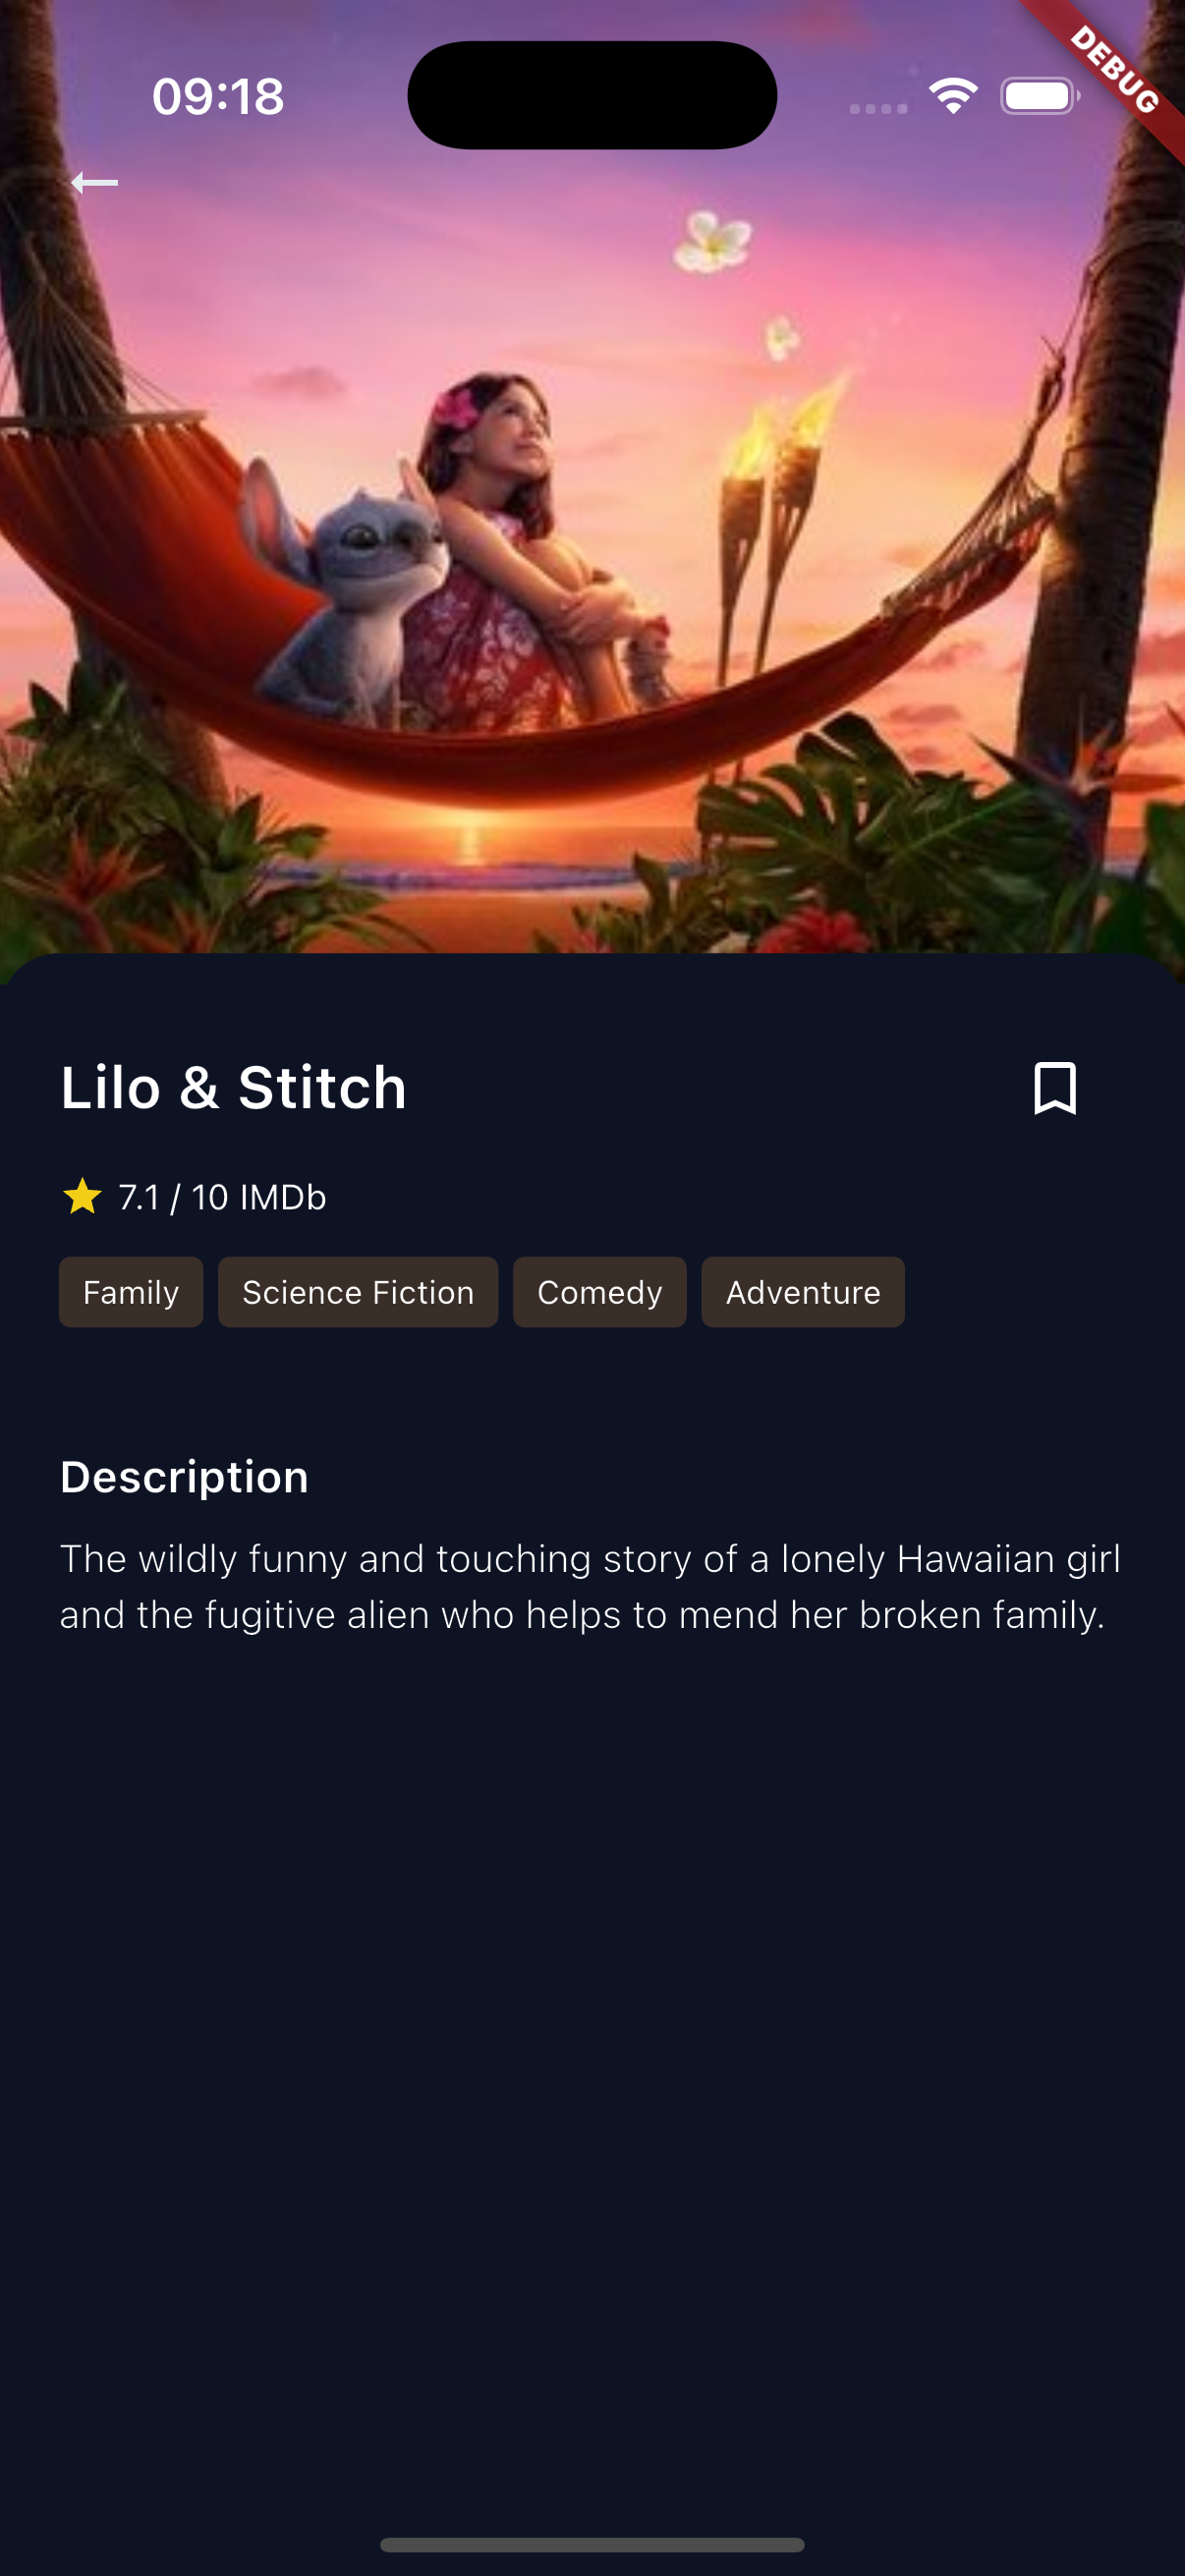 09:18
DEBUG
Lilo & Stitch
7.1 / 10 IMDb
Family Science Fiction Comedy Adventure
Description
The wildly funny and touching story of a lonely Hawaiian girl
and the fugitive alien who helps to mend her broken family.